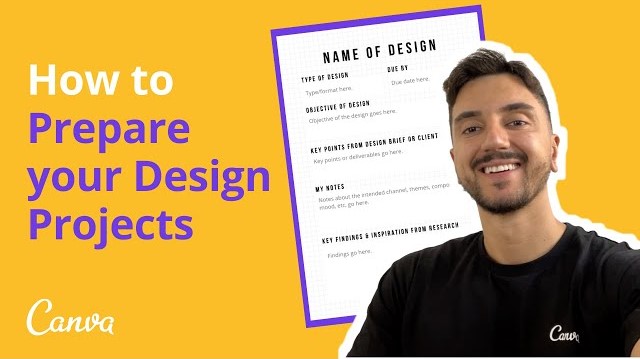 How to
Prepare
your Design
Projects
Canva
NAME OF DESIGN
TYPE OF DESIGN
Type/format here.
DUE BY
Due date here.
OBJECTIVE OF DESIGN
Objective of the design goes here.
KEY POINTS FROM DESIGN BRIEF OR CLIENT
Key points or deliverables go here.
MY NOTES
Notes about the intended channel, themes, compu
mood, etc, go here.
KEY FINDINGS & INSPIRATION FROM RESEARCH
Findings go here.
Canva